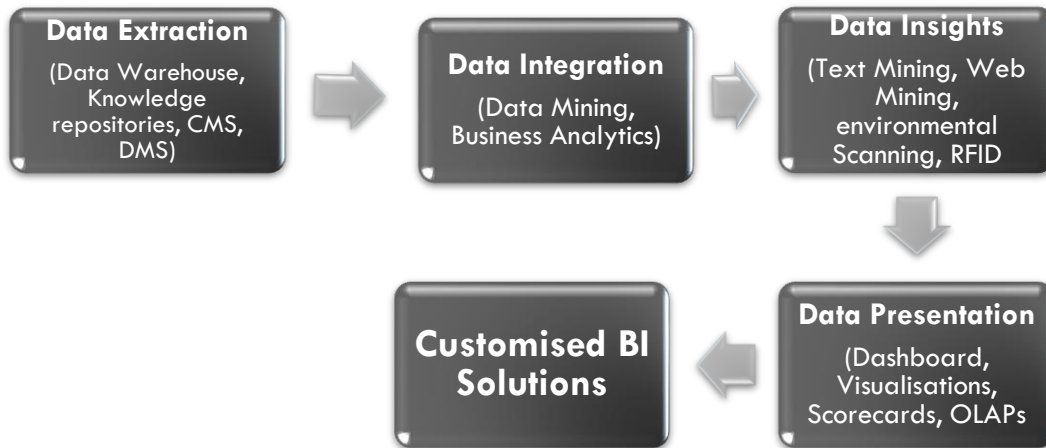 Data Extraction
(Data Warehouse,
Knowledge
repositories, CMS,
DMS)
Data Integration
(Data Mining,
Business Analytics)
Data Insights
(Text Mining, Web
Mining,
environmental
Scanning, RFID
Data Presentation
(Dashboard,
Visualisations,
Scorecards, OLAPs
Customised BI
Solutions